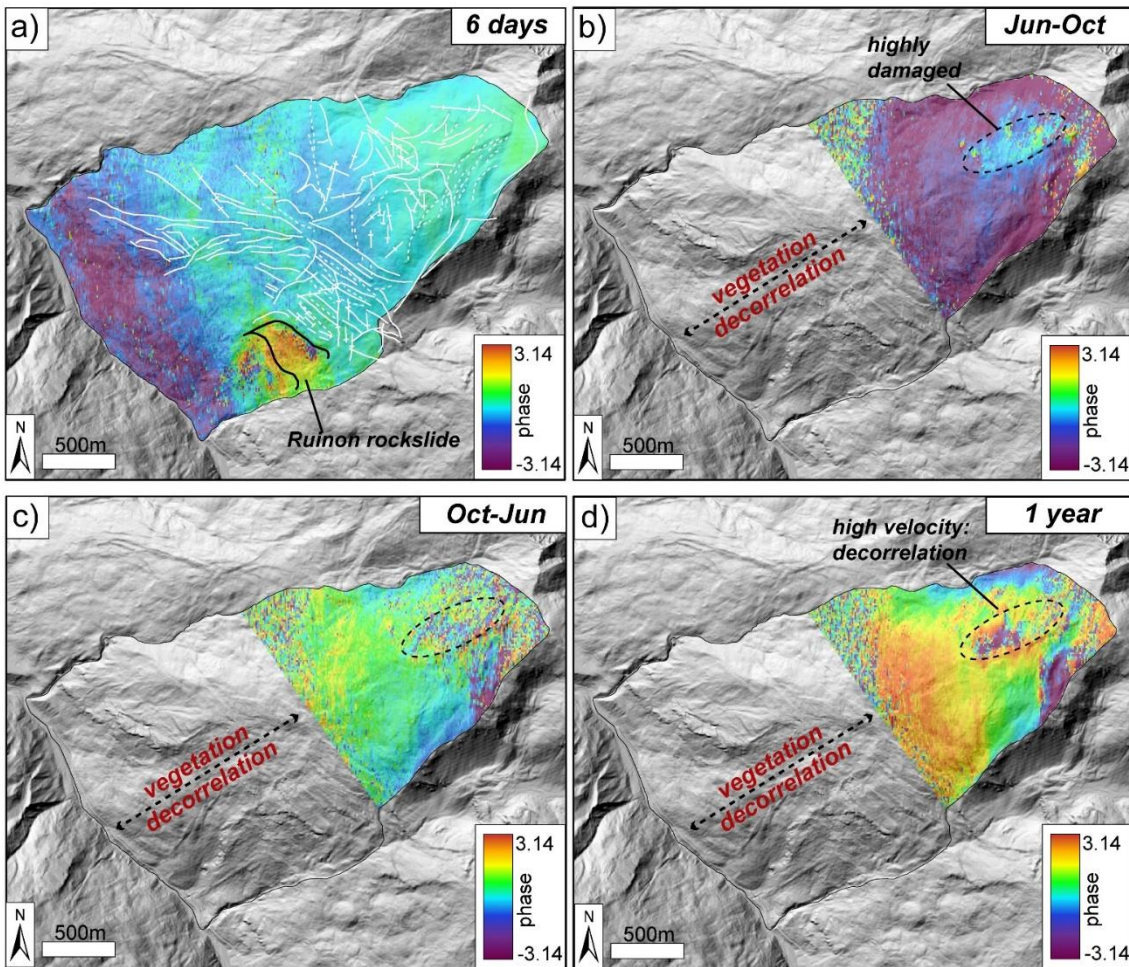 a)
6 days
Ruinon rockslide
N
500m
3.14
phase
-3.14
b)
Jun-Oct
highly
damaged
vegetation
decorrelation
N
500m
3.14
phase
-3.14
c)
Oct-Jun
vegetation
decorrelation
N
500m
3.14
phase
-3.14
d)
1 year
high velocity:
decorrelation
vegetation
decorrelation
N
500m
3.14
phase
-3.14